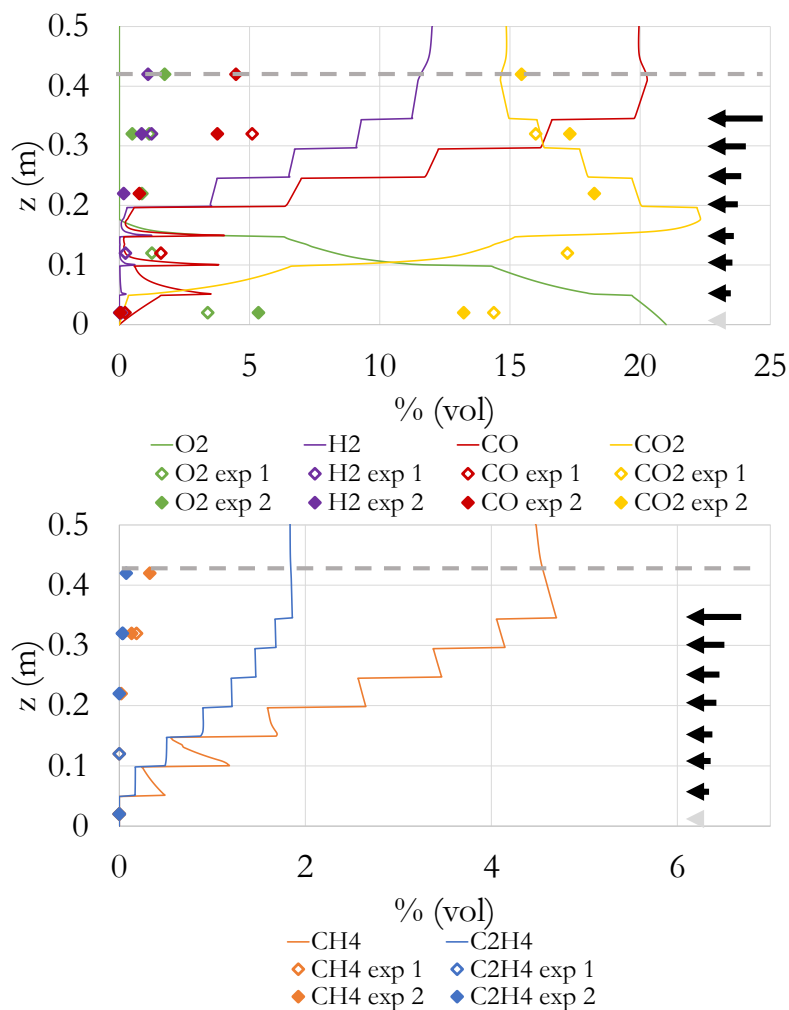 0.5
0.4
0.3
0.2
0.1
0
z (m)
0 5 10 15 20 25
% (vol)
O2 H2 CO CO2
O2 exp 1 H2 exp 1 CO exp 1 CO2 exp 1
O2 exp 2 H2 exp 2 CO exp 2 CO2 exp 2
0.5
0.4
0.3
0.2
0.1
0
z (m)
0 2 4 6
% (vol)
CH4 C2H4
CH4 exp 1 C2H4 exp 1
CH4 exp 2 C2H4 exp 2